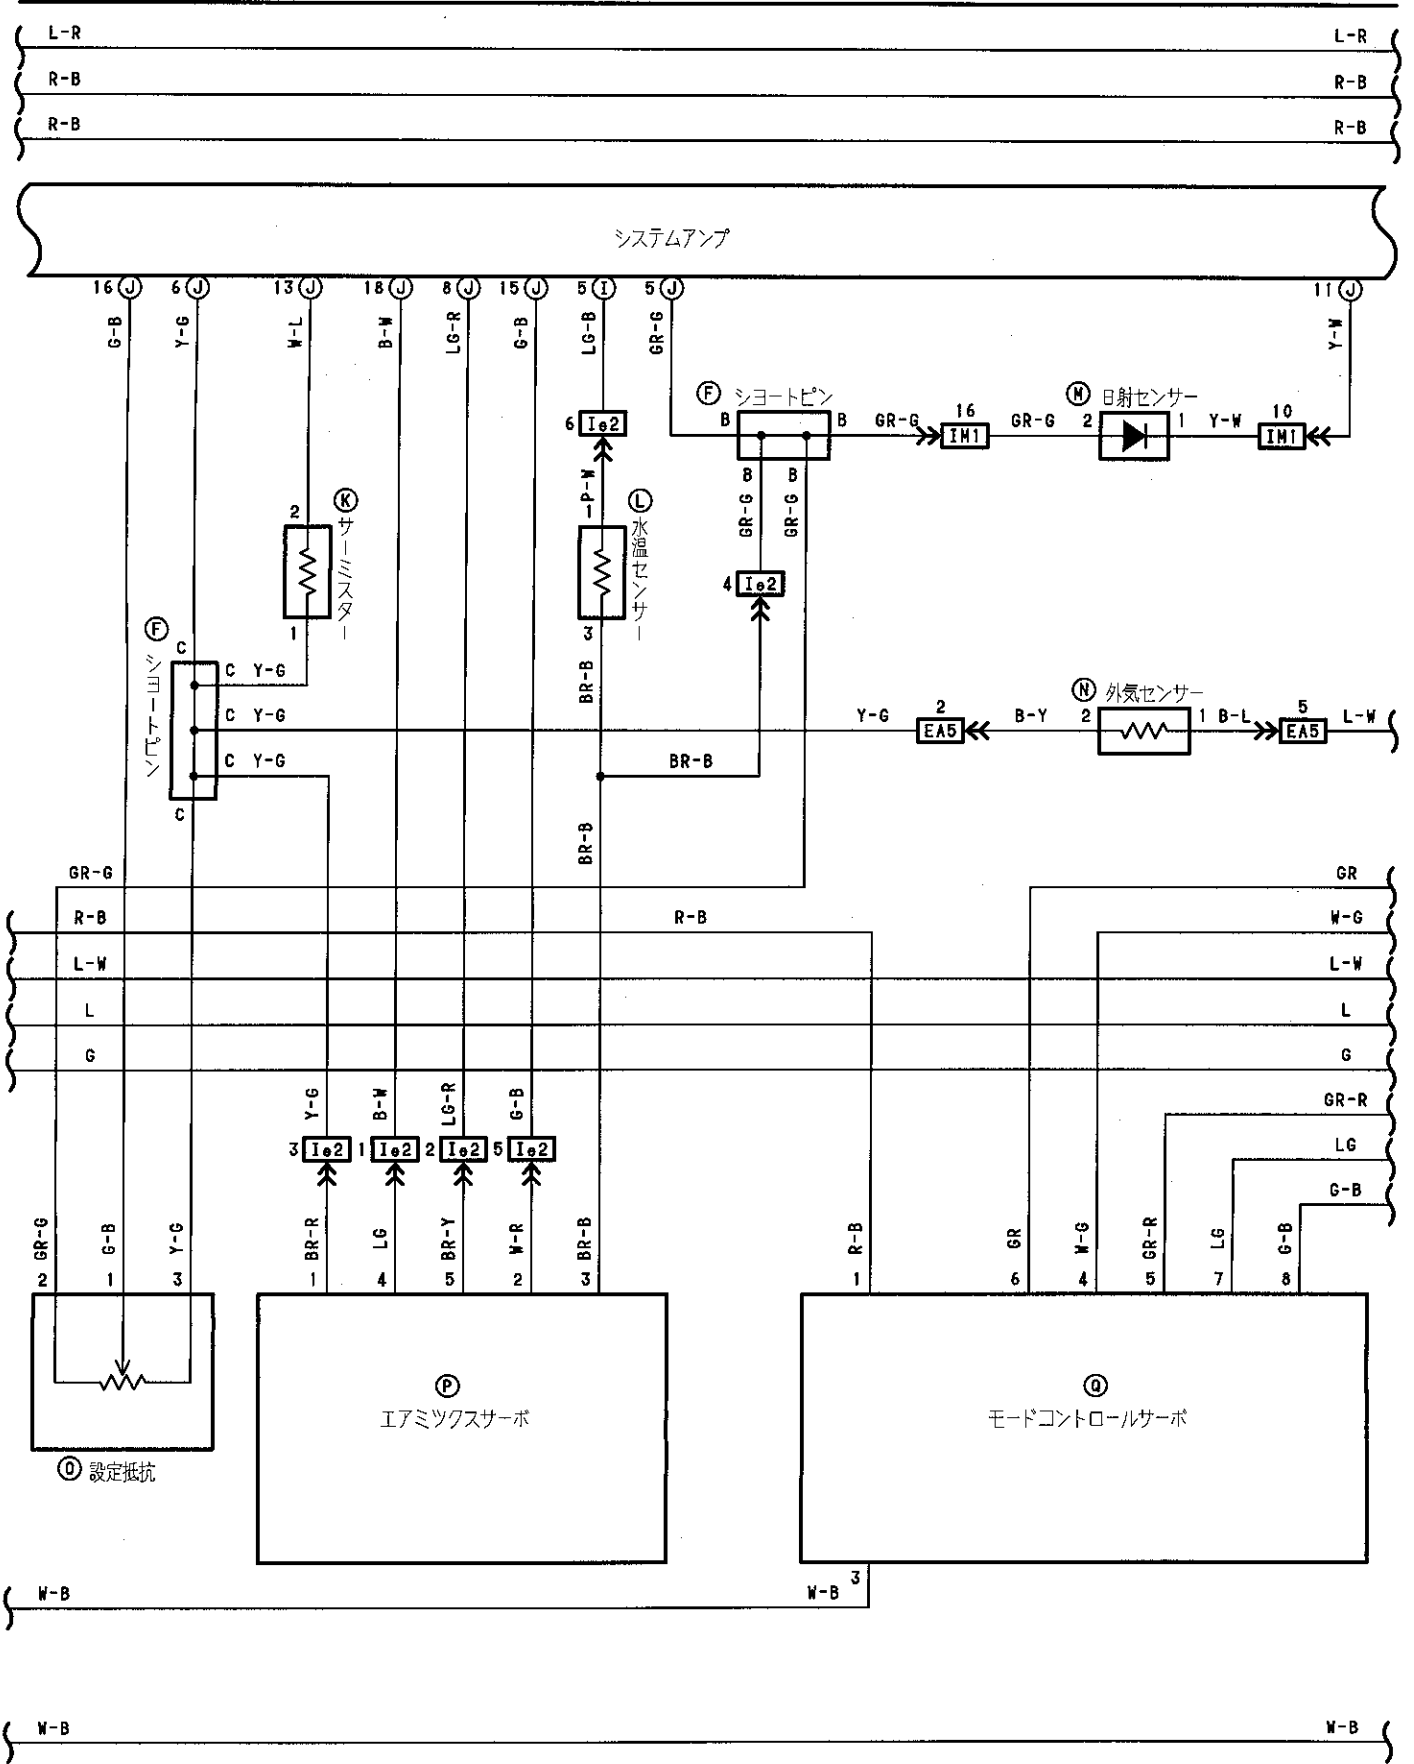 L-R L-R
R-B R-B
R-B R-B
システムアンプ
16 J 6 J 13 J 18 J 8 J 15 J 5 I 5 J 11 J
G-B Y-G W-L B-W LG-R G-B LG-B GR-G Y-W
F シヨートピン
M 日射センサー
6 Ie2
B B GR-G 16 IM1 GR-G 2 1 Y-W 10 IM1
P-W
B B
GR-G GR-G
K サーミスター
2
1
L 水温センサー
1
3
4 Ie2
F シヨートピン
C
C Y-G
C Y-G
C Y-G
C
BR-B
Y-G 2 EA5 B-Y 2 N 外気センサー 1 B-L 5 EA5 L-W
BR-B
BR-B
GR-G GR
R-B R-B W-G
L-W L-W
L L
G G
GR-R
LG
G-B
Y-G B-W LG-R G-B
3 Ie2 1 Ie2 2 Ie2 5 Ie2
GR-G G-B Y-G BR-R LG BR-Y W-R BR-B R-B GR W-G GR-R LG G-B
2 1 3 1 4 5 2 3 1 6 4 5 7 8
P
エアミツクスサーボ
Q
モードコントロールサーボ
O 設定抵抗
W-B W-B 3
W-B W-B